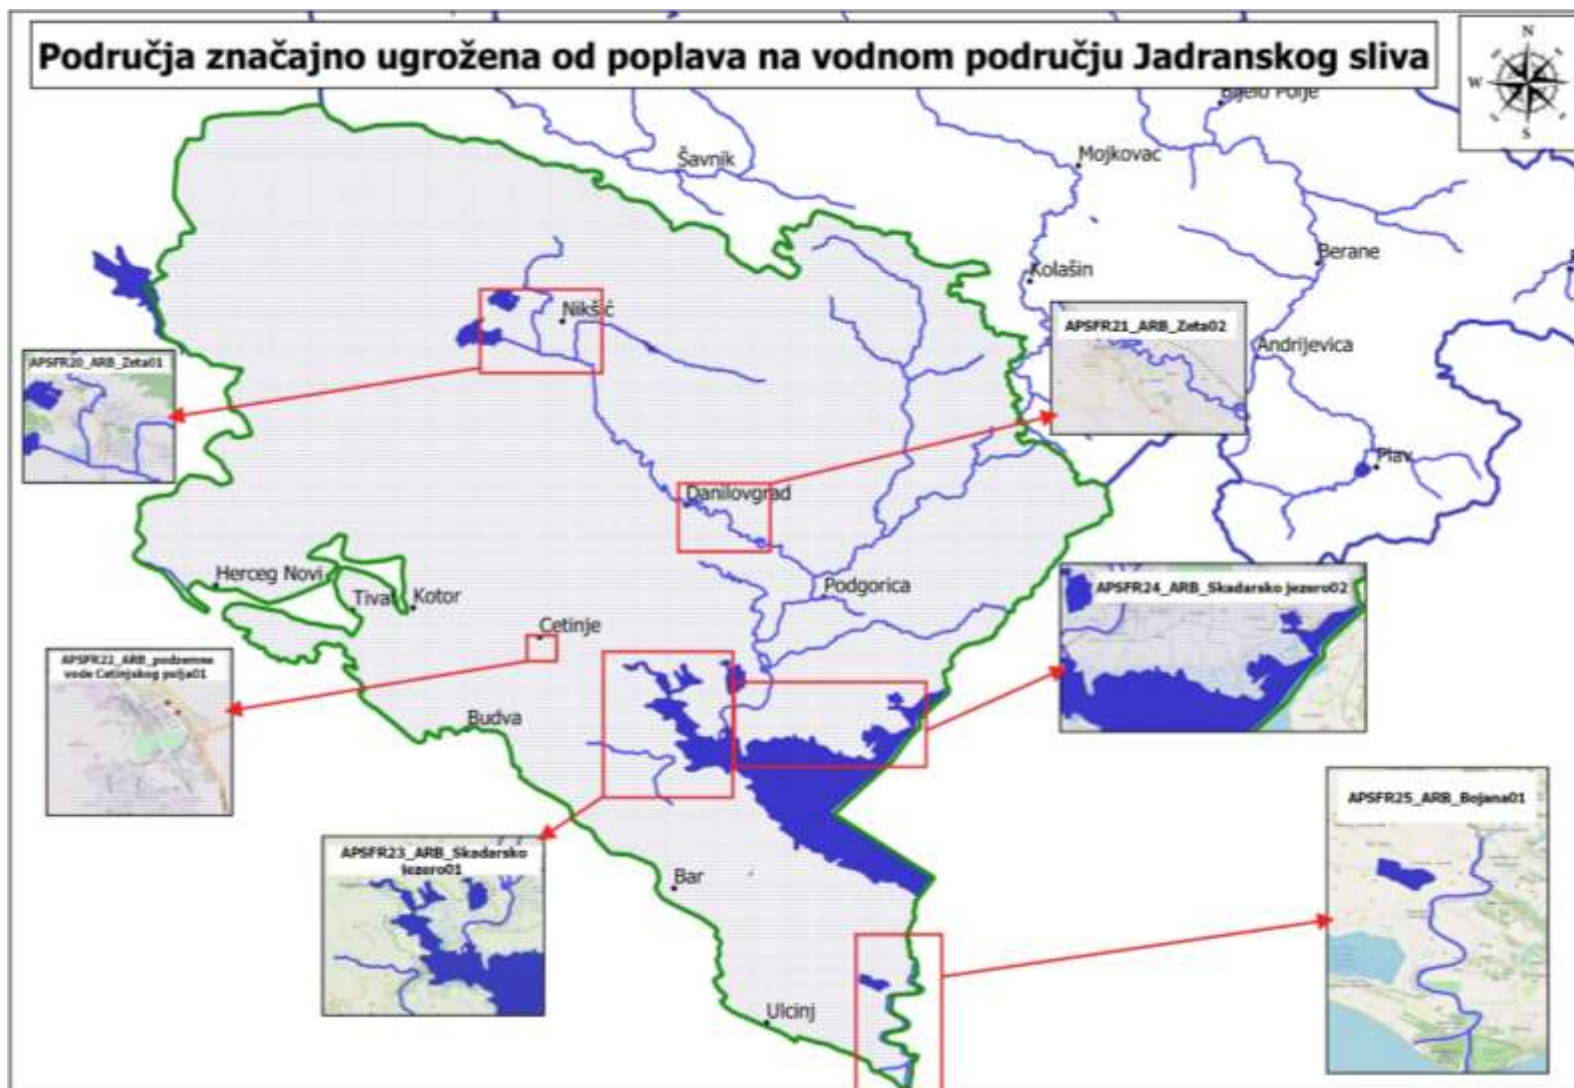 Područja značajno ugrožena od poplava na vodnom području Jadranskog sliva
N
W
S
Bijelo Polje
Šavnik
Mojkovac
Kolašin
Berane
Nikšić
APSFR21_ARB_Zeta02
Andrijevica
APSFR20_ARB_Zeta01
Plav
Danilovgrad
Herceg Novi
Tivat
Kotor
Podgorica
APSFR24_ARB_Skadarsko jezero02
Cetinje
APSFR22_ARB_podzemne
vode Cetinjskog polja01
Budva
APSFR25_ARB_Bojana01
APSFR23_ARB_Skadarsko
jezero01
Bar
Ulcinj